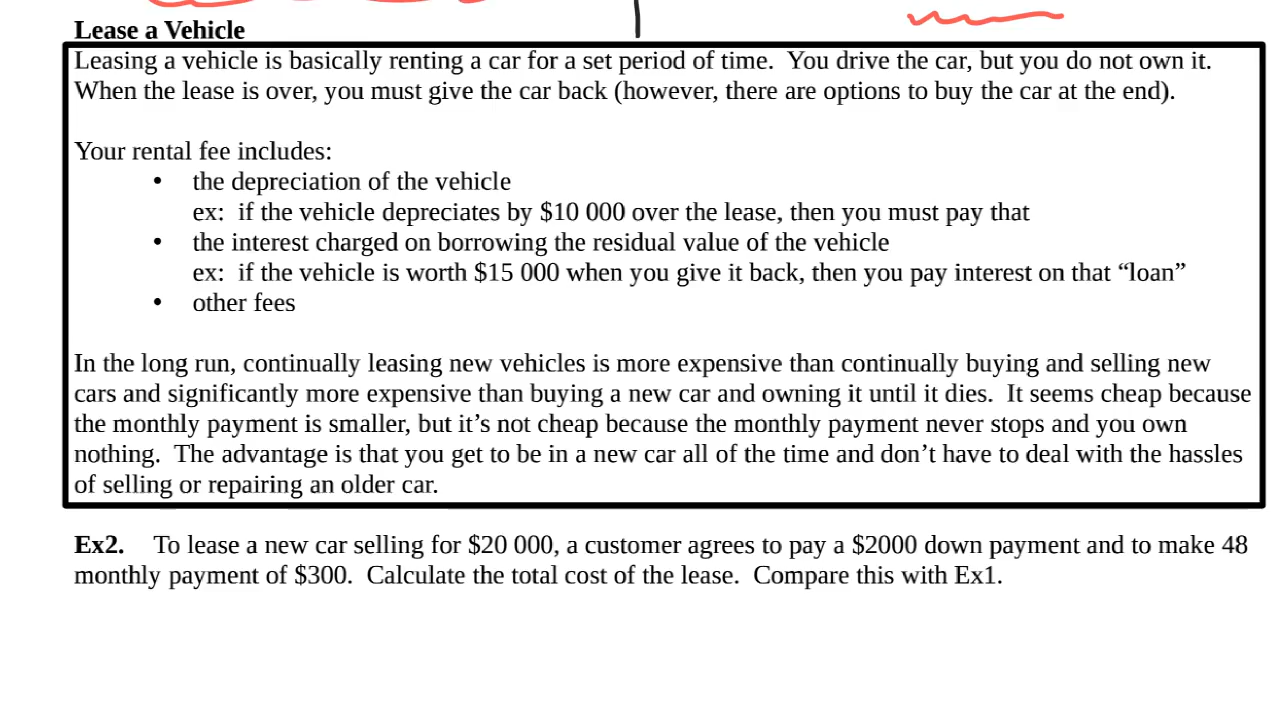 Lease a Vehicle
Leasing a vehicle is basically renting a car for a set period of time.  You drive the car, but you do not own it.
When the lease is over, you must give the car back (however, there are options to buy the car at the end).
Your rental fee includes:
• the depreciation of the vehicle
ex:  if the vehicle depreciates by $10 000 over the lease, then you must pay that
• the interest charged on borrowing the residual value of the vehicle
ex:  if the vehicle is worth $15 000 when you give it back, then you pay interest on that “loan”
• other fees
In the long run, continually leasing new vehicles is more expensive than continually buying and selling new
cars and significantly more expensive than buying a new car and owning it until it dies.  It seems cheap because
the monthly payment is smaller, but it’s not cheap because the monthly payment never stops and you own
nothing.  The advantage is that you get to be in a new car all of the time and don’t have to deal with the hassles
of selling or repairing an older car.
Ex2.    To lease a new car selling for $20 000, a customer agrees to pay a $2000 down payment and to make 48
monthly payment of $300.  Calculate the total cost of the lease.  Compare this with Ex1.